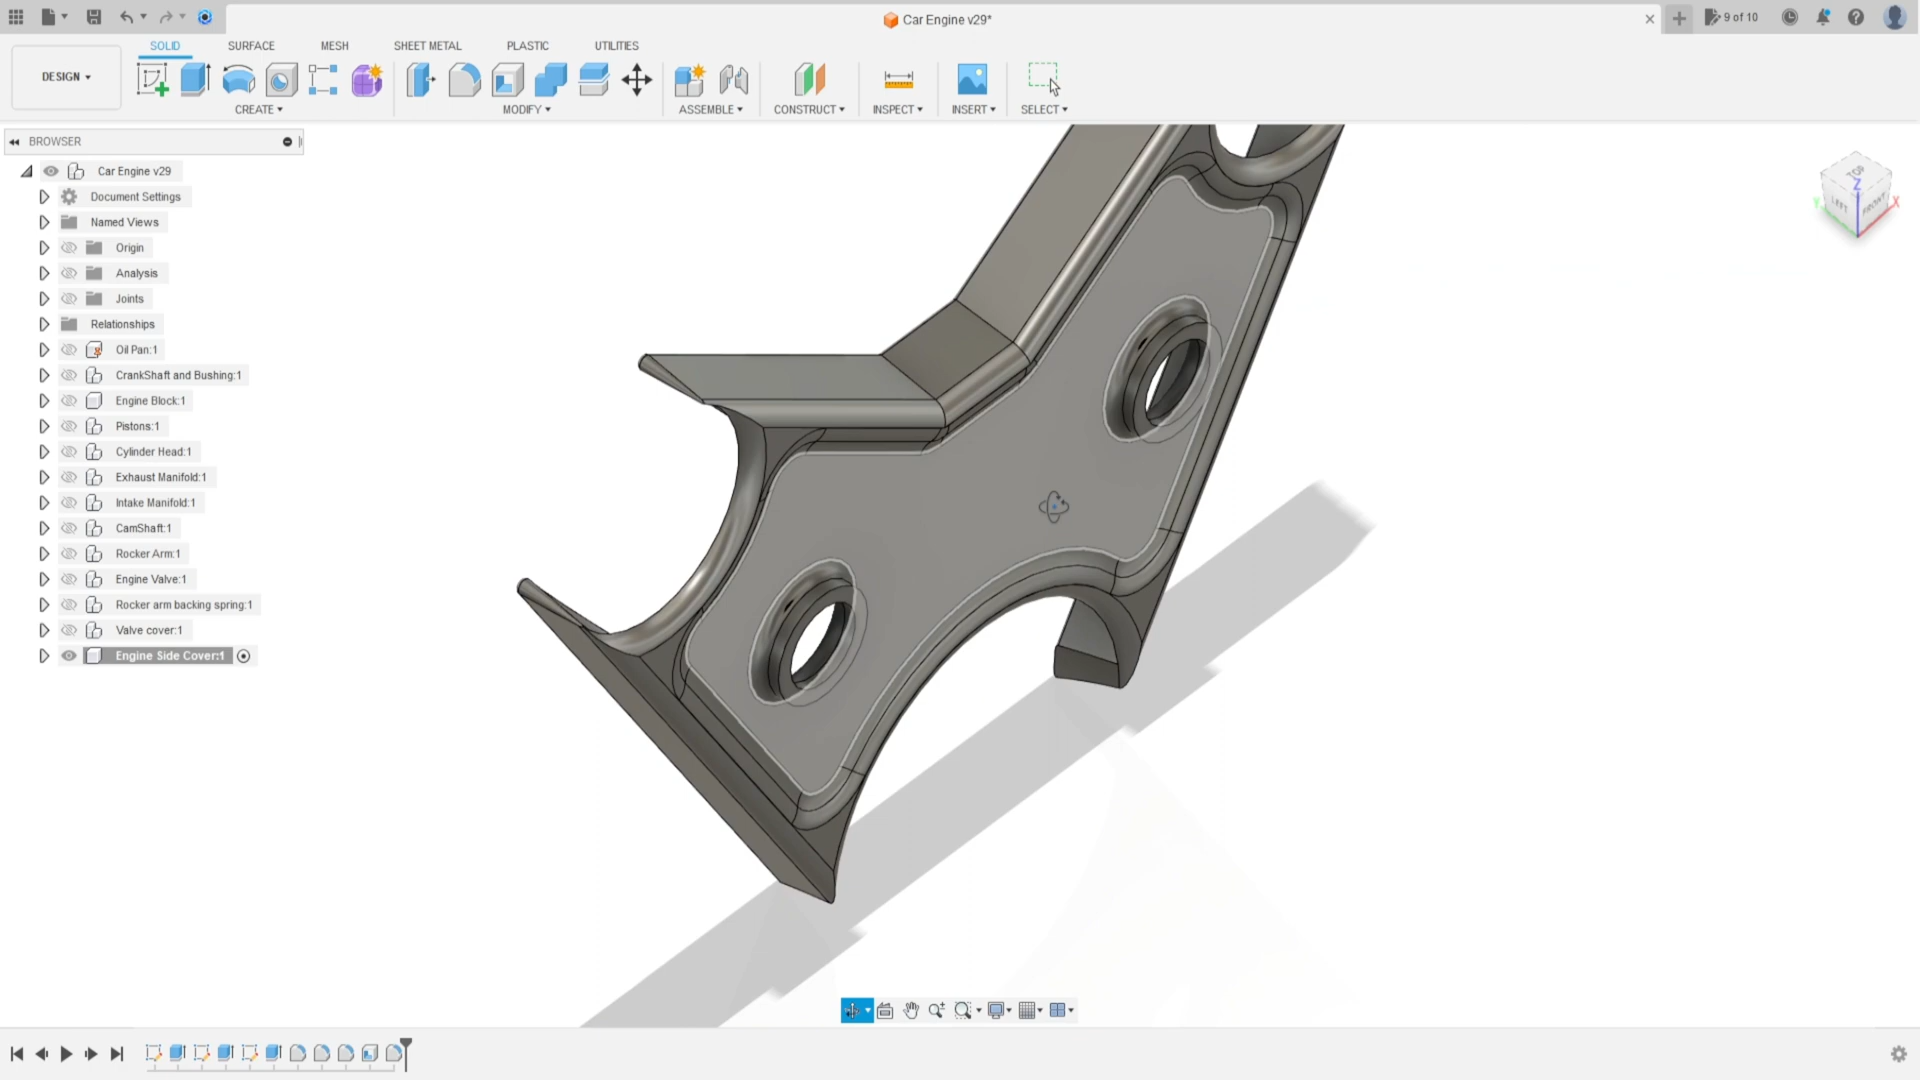 Car Engine v29*
9 of 10
SOLID
SURFACE
MESH
SHEET METAL
PLASTIC
UTILITIES
DESIGN
CREATE
MODIFY
ASSEMBLE
CONSTRUCT
INSPECT
INSERT
SELECT
BROWSER
Car Engine v29
Document Settings
Named Views
Origin
Analysis
Joints
Relationships
Oil Pan:1
CrankShaft and Bushing:1
Engine Block:1
Pistons:1
Cylinder Head:1
Exhaust Manifold:1
Intake Manifold:1
CamShaft:1
Rocker Arm:1
Engine Valve:1
Rocker arm backing spring:1
Valve cover:1
Engine Side Cover:1
TOP
Z
LEFT
FRONT
X
Y